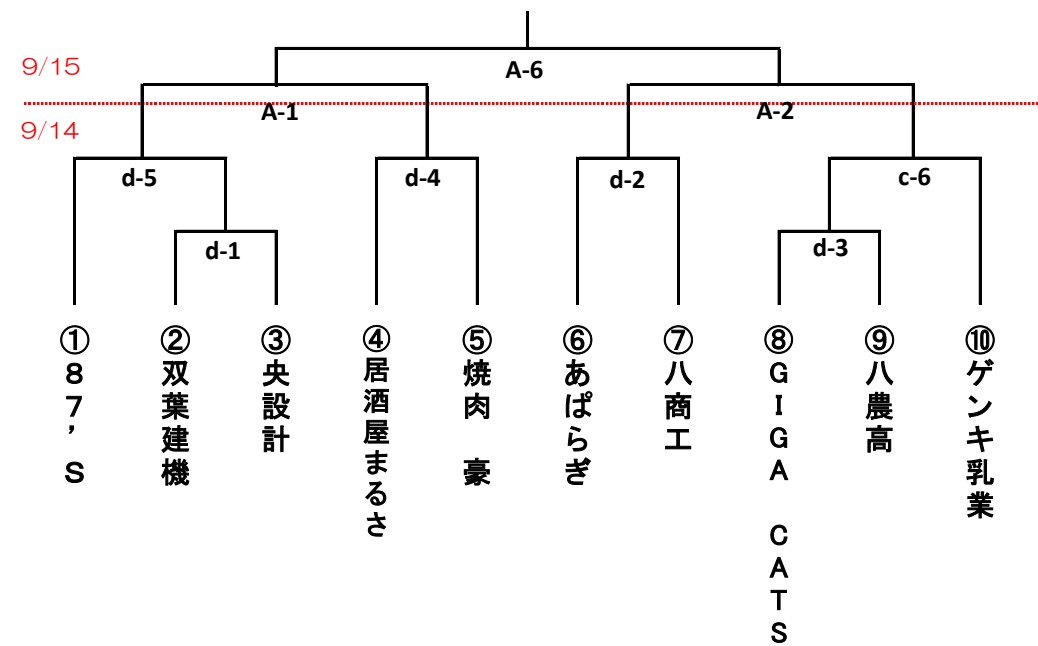 9/15
A-6
A-1
A-2
9/14
d-5
d-4
d-2
c-6
d-1
d-3
①87’S
②双葉建機
③央設計
④居酒屋まるさ
⑤焼肉　豪
⑥あぱらぎ
⑦八商工
⑧GIGA　CATS
⑨八農高
⑩ゲンキ乳業